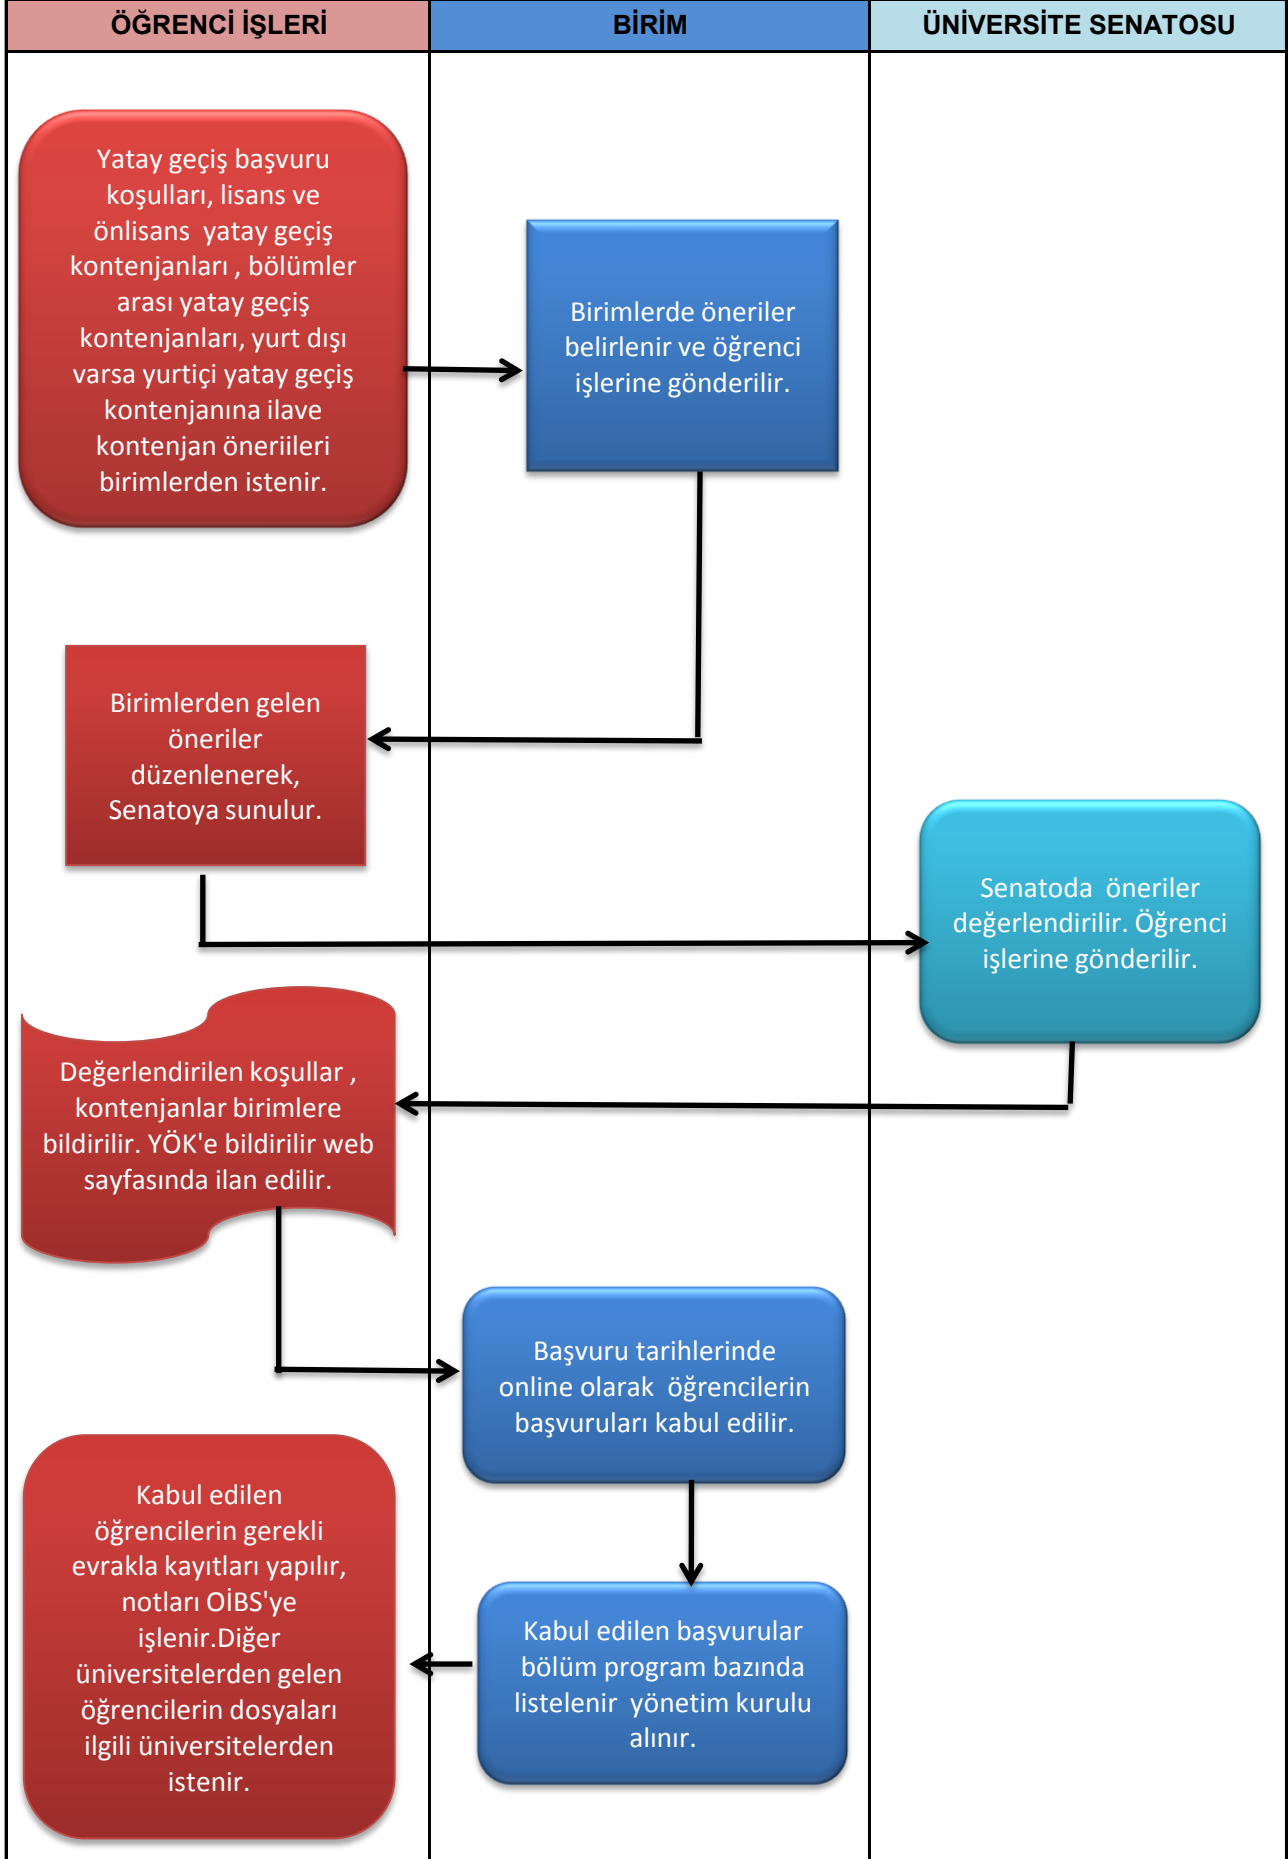 ÖĞRENCİ İŞLERİ
BİRİM
ÜNİVERSİTE SENATOSU
Yatay geçiş başvuru
koşulları, lisans ve
önlisans  yatay geçiş
kontenjanları , bölümler
arası yatay geçiş
kontenjanları, yurt dışı
varsa yurtiçi yatay geçiş
kontenjanına ilave
kontenjan öneriileri
birimlerden istenir.
Birimlerde öneriler
belirlenir ve öğrenci
işlerine gönderilir.
Birimlerden gelen
öneriler
düzenlenerek,
Senatoya sunulur.
Senatoda  öneriler
değerlendirilir. Öğrenci
işlerine gönderilir.
Değerlendirilen koşullar ,
kontenjanlar birimlere
bildirilir. YÖK'e bildirilir web
sayfasında ilan edilir.
Başvuru tarihlerinde
online olarak  öğrencilerin
başvuruları kabul edilir.
Kabul edilen başvurular
bölüm program bazında
listelenir  yönetim kurulu
alınır.
Kabul edilen
öğrencilerin gerekli
evrakla kayıtları yapılır,
notları OİBS'ye
işlenir.Diğer
üniversitelerden gelen
öğrencilerin dosyaları
ilgili üniversitelerden
istenir.